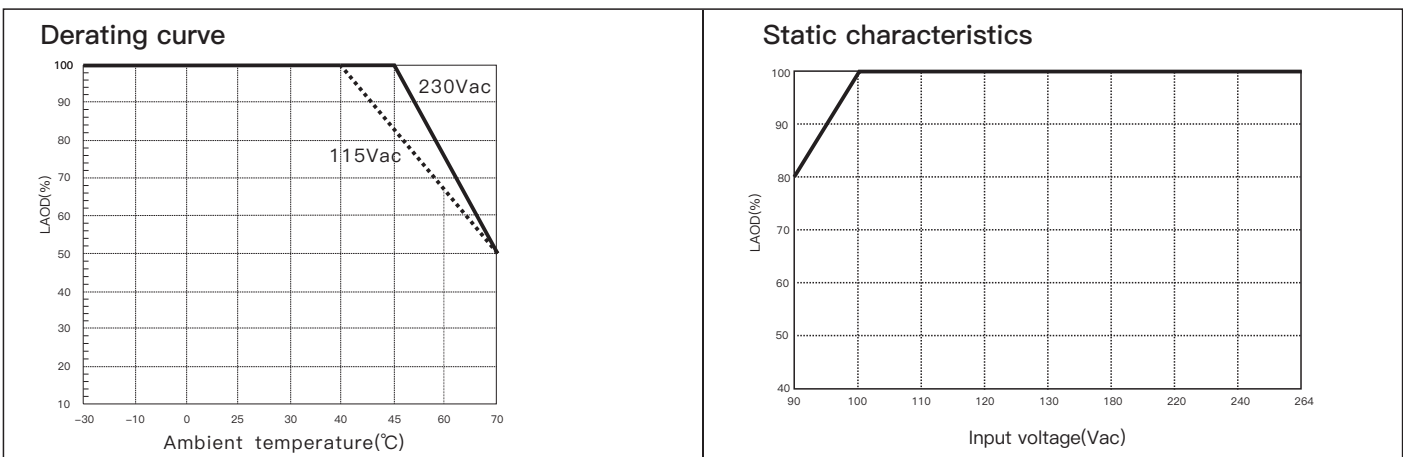 Derating curve
100
90
80
70
60
50
40
30
20
10
LAOD(%)
230Vac
115Vac
-30 -10 0 25 30 40 45 60 70
Ambient temperature(℃)
Static characteristics
100
90
80
70
60
50
40
LAOD(%)
90 100 110 120 130 180 220 240 264
Input voltage(Vac)